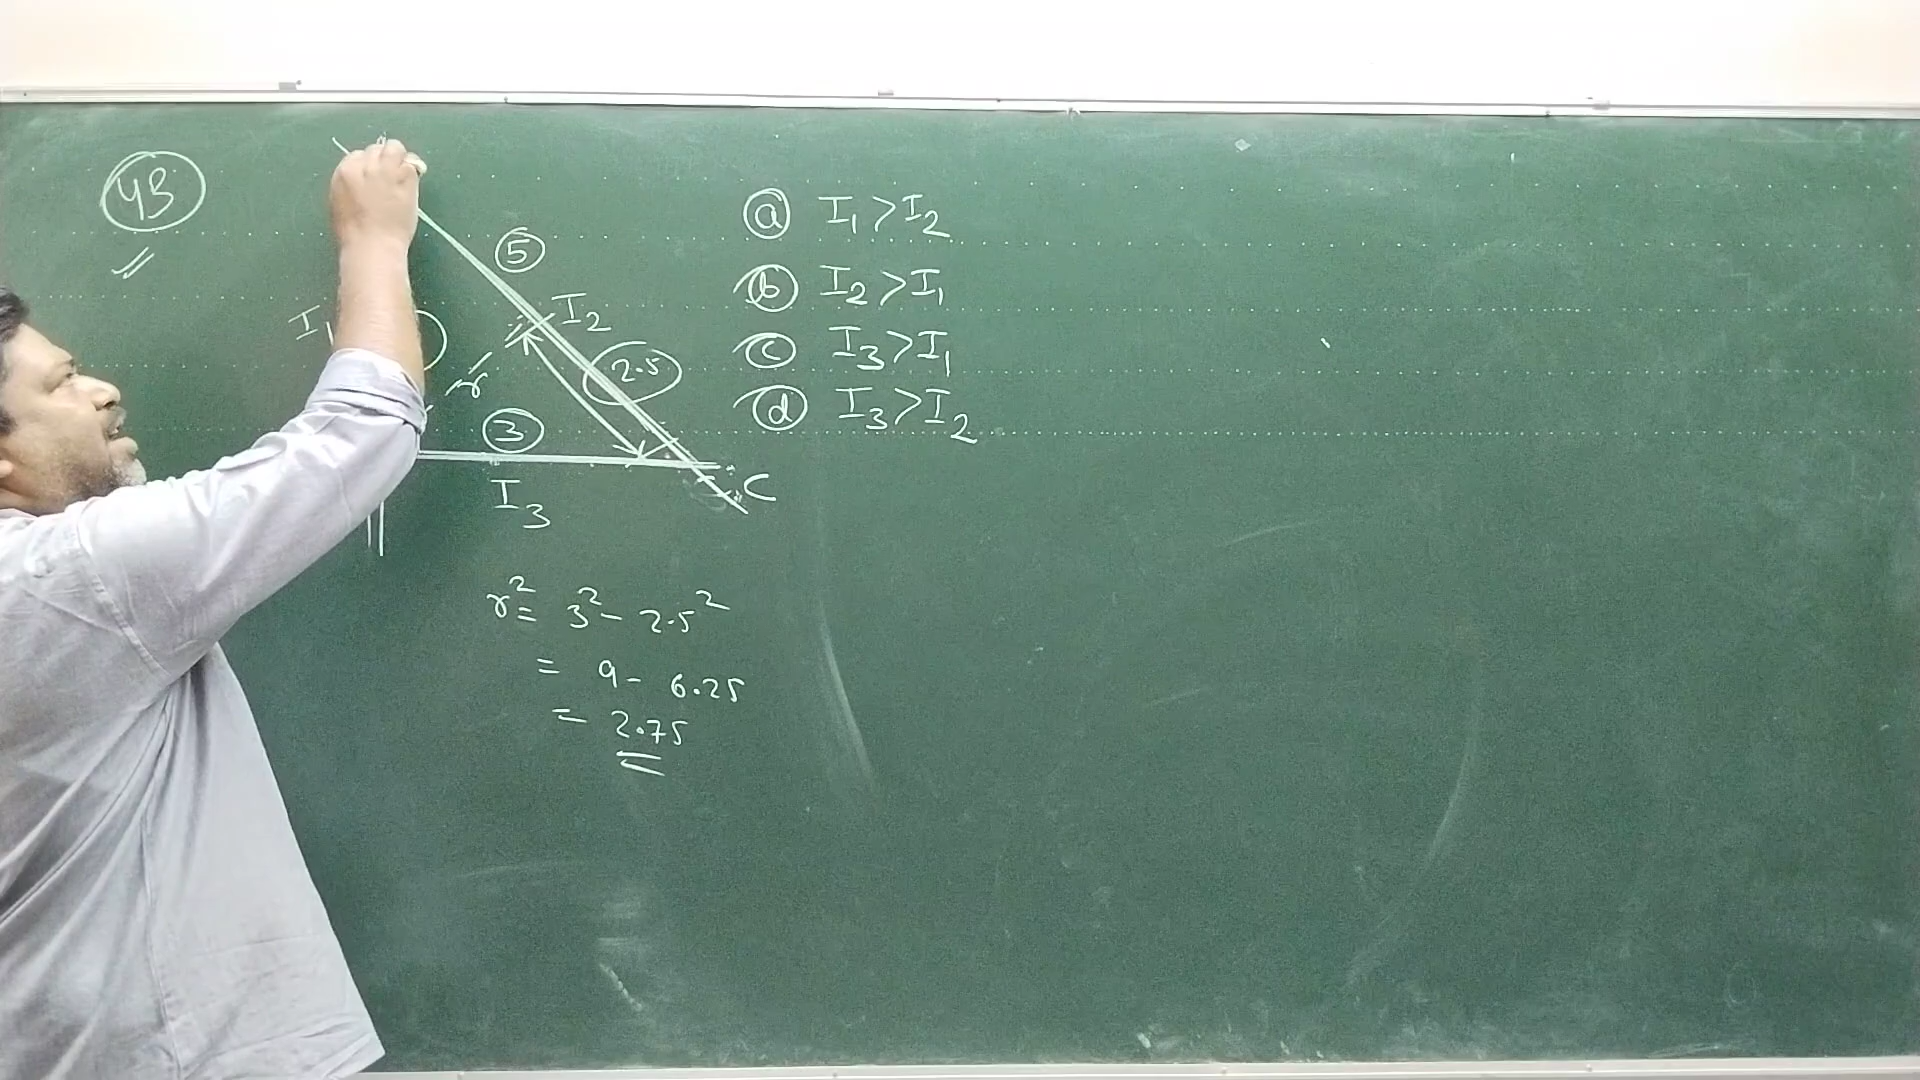 43
5
I₁
I₂
r
2.5
3
I₃
C
a I₁ > I₂
b I₂ > I₁
c I₃ > I₁
d I₃ > I₂
r² = 3² - 2.5²
= 9 - 6.25
= 2.75